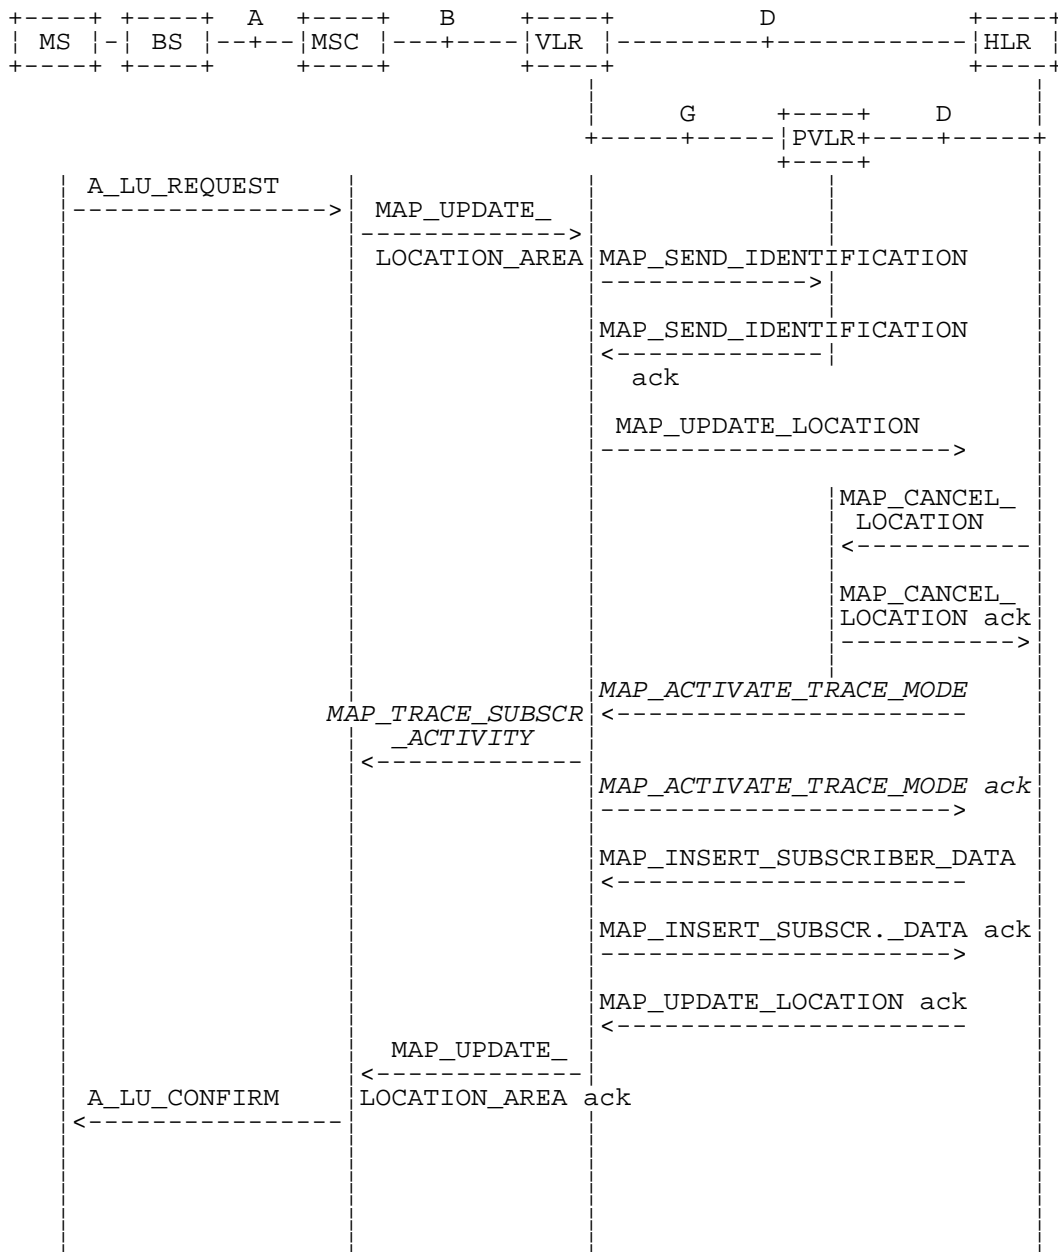 A B D
MS BS MSC VLR HLR
G D
PVLR
A_LU_REQUEST
MAP_UPDATE_
LOCATION_AREA MAP_SEND_IDENTIFICATION
MAP_SEND_IDENTIFICATION
ack
MAP_UPDATE_LOCATION
MAP_CANCEL_
LOCATION
MAP_CANCEL_
LOCATION ack
MAP_ACTIVATE_TRACE_MODE
MAP_TRACE_SUBSCR
_ACTIVITY
MAP_ACTIVATE_TRACE_MODE ack
MAP_INSERT_SUBSCRIBER_DATA
MAP_INSERT_SUBSCR._DATA ack
MAP_UPDATE_LOCATION ack
MAP_UPDATE_
A_LU_CONFIRM LOCATION_AREA ack